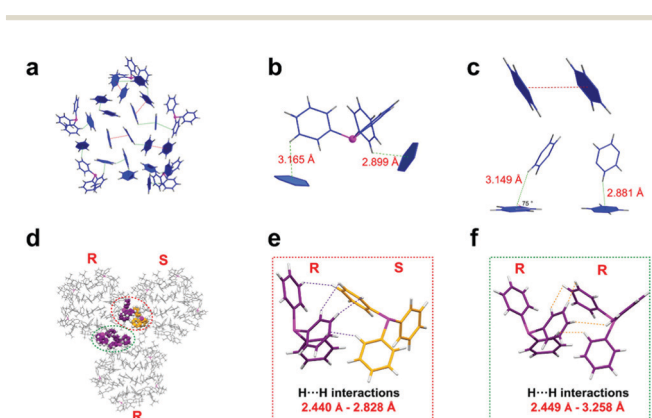 a
b
c
3.165 Å
2.899 Å
3.149 Å
75 °
2.881 Å
d
R
S
R
e
R
S
H···H interactions
2.440 Å - 2.828 Å
f
R
R
H···H interactions
2.449 Å - 3.258 Å